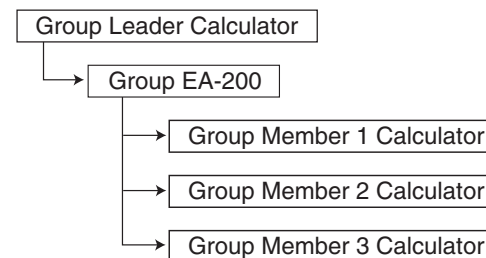 Group Leader Calculator
Group EA-200
Group Member 1 Calculator
Group Member 2 Calculator
Group Member 3 Calculator